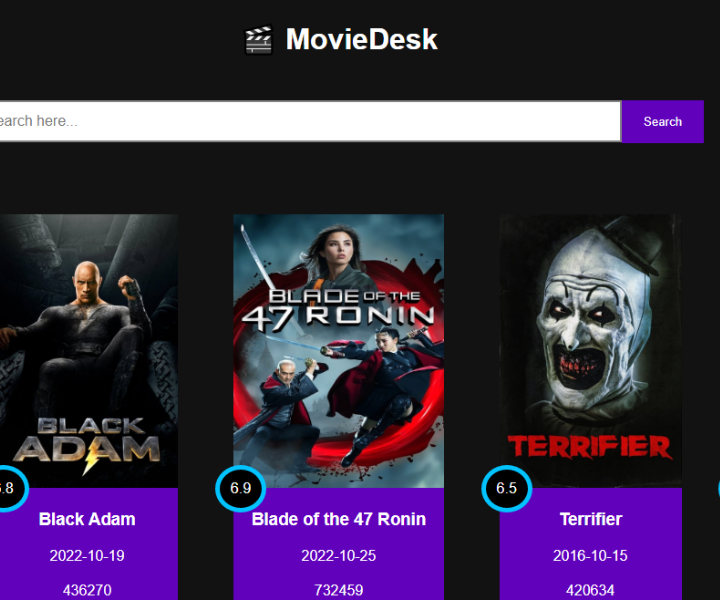 MovieDesk
earch here...
Search
BLACK
ADAM
BLADE OF THE
47 RONIN
TERRIFIER
.8
6.9
6.5
Black Adam
Blade of the 47 Ronin
Terrifier
2022-10-19
2022-10-25
2016-10-15
436270
732459
420634